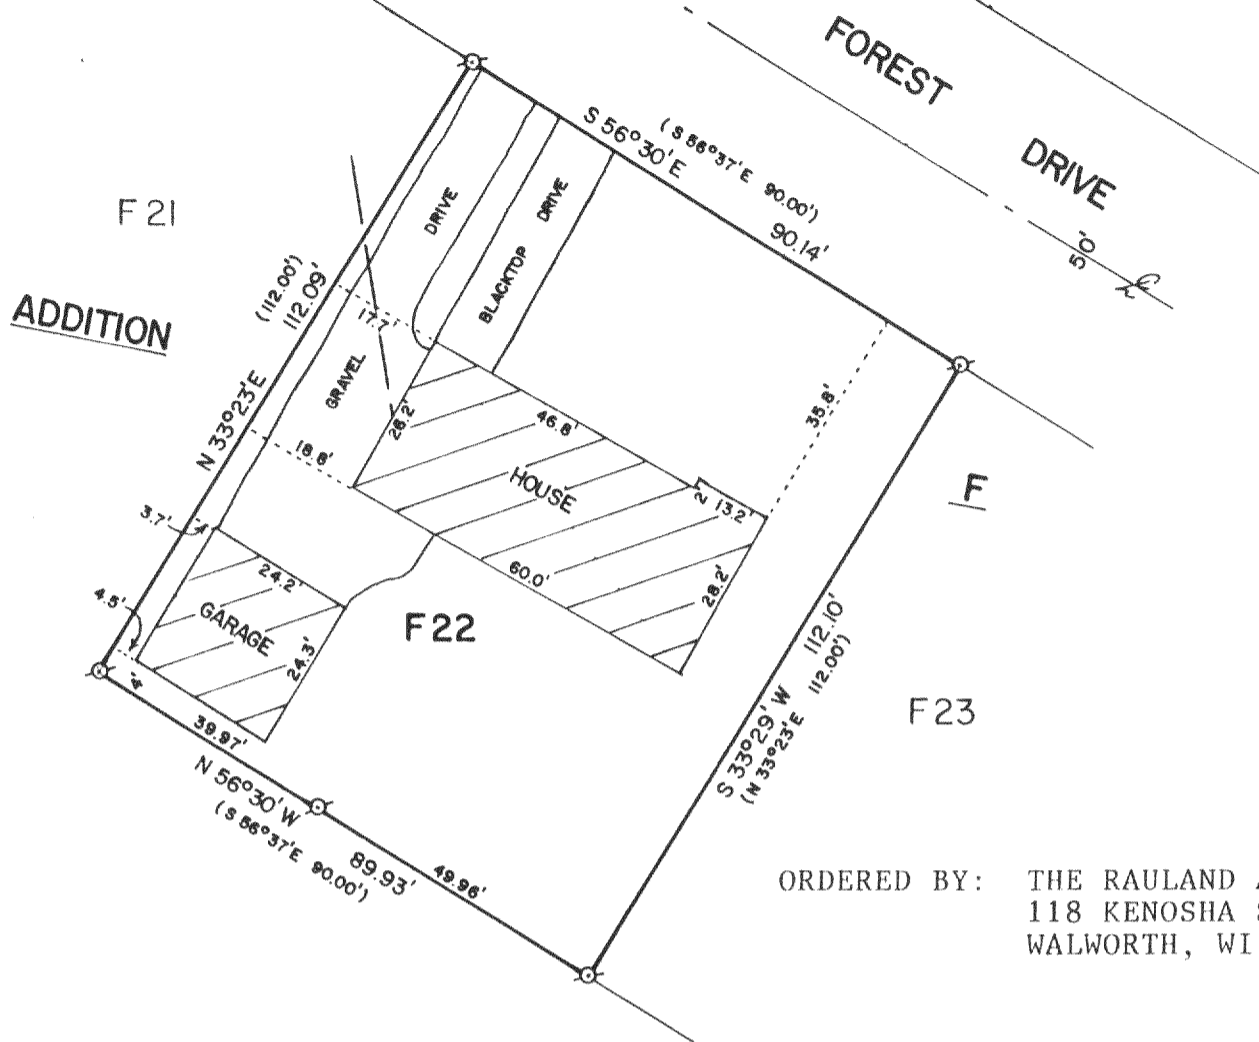 FOREST DRIVE
50'
F 21
ADDITION
S 56°30' E
90.14'
( S 56°37' E 90.00')
(112.00')
112.09'
N 33°23' E
DRIVE
BLACKTOP DRIVE
GRAVEL
17.7'
18.8'
26.2'
46.8'
35.8'
HOUSE
2'
13.2'
60.0'
28.2'
F
3.7'
4.5'
24.2'
GARAGE
24.3'
4'
F 22
39.97'
N 56°30' W
89.93'
(S 56°37' E 90.00')
49.96'
S 33°29' W 112.10'
(N 33°23' E 112.00')
F 23
ORDERED BY: THE RAULAND
118 KENOSHA
WALWORTH, WI